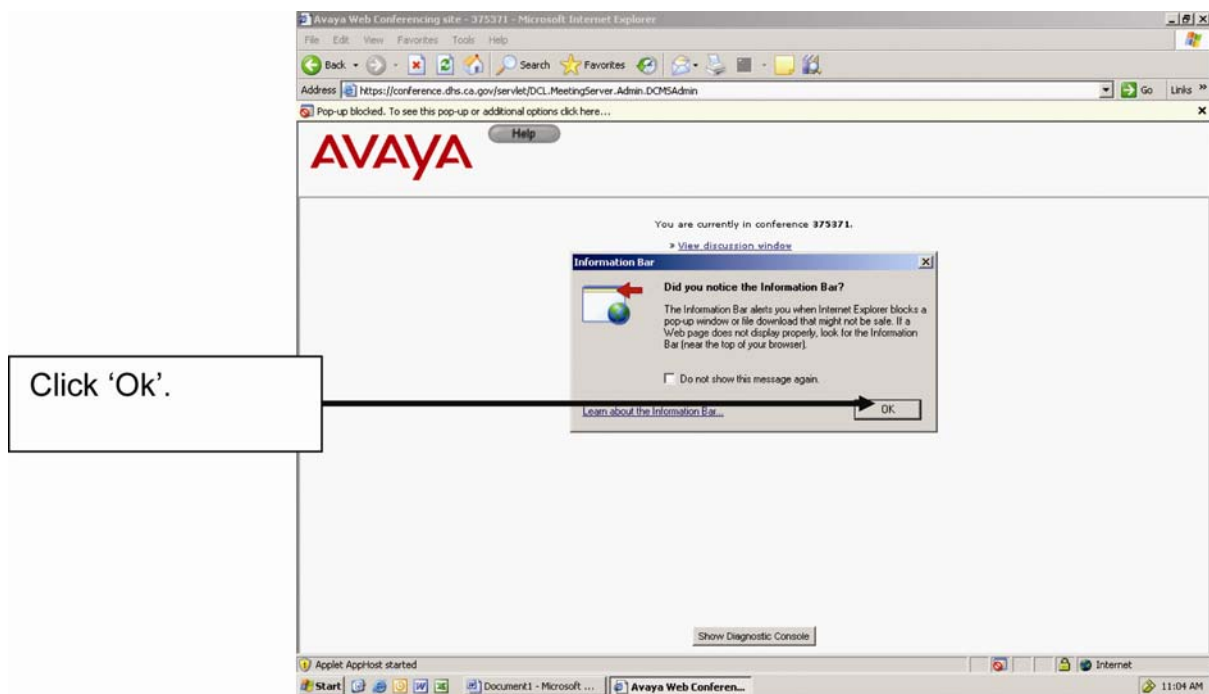 Avaya Web Conferencing site - 375371 - Microsoft Internet Explorer
File Edit View Favorites Tools Help
Back Search Favorites
Address https://conference.dhs.ca.gov/servlet/DCL.MeetingServer.Admin.DCMSAdmin Go Links »
Pop-up blocked. To see this pop-up or additional options click here...
AVAYA Help
You are currently in conference 375371.
» View discussion window
Information Bar
Did you notice the Information Bar?
The Information Bar alerts you when Internet Explorer blocks a
pop-up window or file download that might not be safe. If a
Web page does not display properly, look for the Information
Bar (near the top of your browser).
Do not show this message again.
Learn about the Information Bar...
OK
Click ‘Ok’.
Show Diagnostic Console
Applet AppHost started Internet
Start Document1 - Microsoft ... Avaya Web Conferen... 11:04 AM